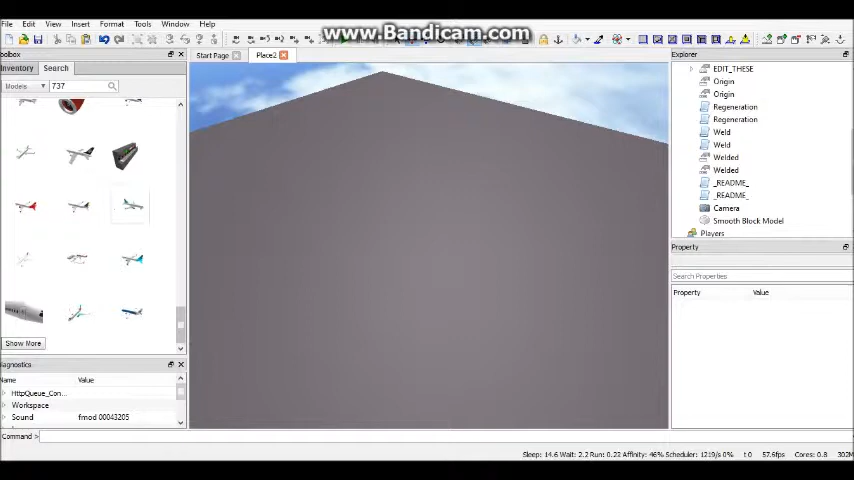 File Edit View Insert Format Tools Window Help
www.Bandicam.com
Start Page Place2
oolbox
Inventory Search
Models 737
Show More
iagnostics
Name Value
HttpQueue_Con...
Workspace
Sound fmod 00043205
Command >
Explorer
EDIT_THESE
Origin
Origin
Regeneration
Regeneration
Weld
Weld
Welded
Welded
_README_
_README_
Camera
Smooth Block Model
Players
Property
Search Properties
Property Value
Sleep: 14.6 Wait: 2.2 Run: 0.22 Affinity: 46% Scheduler: 1219/s 0% t 0 57.6fps Cores: 0.8 302M